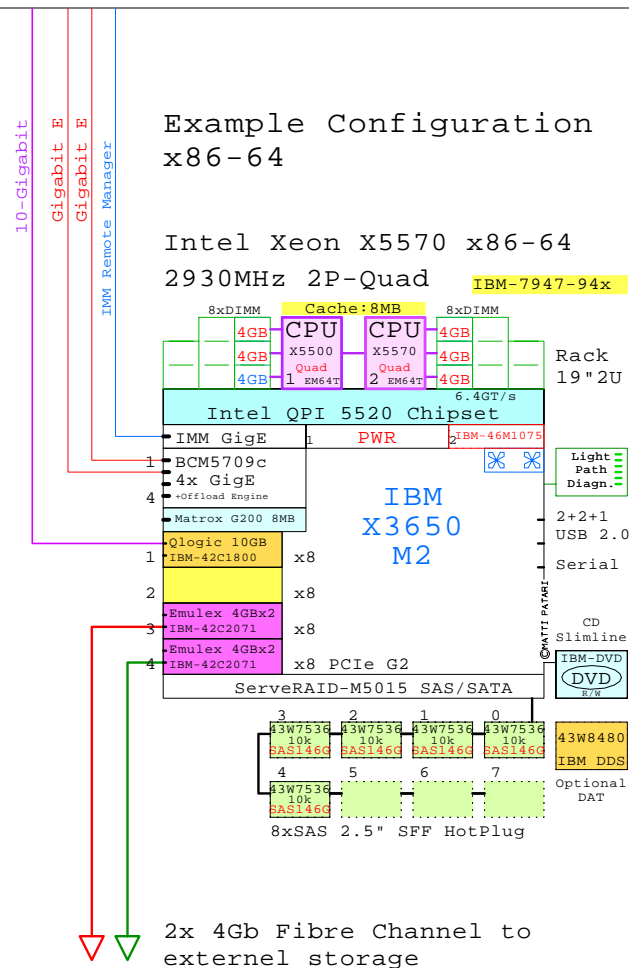 10-Gigabit
Gigabit E
Gigabit E
IMM Remote Manager
Example Configuration
x86-64
Intel Xeon X5570 x86-64
2930MHz 2P-Quad
IBM-7947-94x
8xDIMM
Cache:8MB
8xDIMM
4GB
CPU
CPU
4GB
4GB
X5500
X5570
4GB
Quad
Quad
4GB
1 EM64T
2 EM64T
4GB
Rack
19"2U
6.4GT/s
Intel QPI 5520 Chipset
IMM GigE
1
PWR
2
IBM-46M1075
1
BCM5709c
4x GigE
4
+Offload Engine
Light
Path
Diagn.
Matrox G200 8MB
IBM
X3650
M2
2+2+1
USB 2.0
Serial
Qlogic 10GB
1
IBM-42C1800
x8
2
x8
Emulex 4GBx2
3
IBM-42C2071
x8
Emulex 4GBx2
4
IBM-42C2071
x8 PCIe G2
©MATTI PATARI
CD
Slimline
IBM-DVD
DVD
R/W
ServeRAID-M5015 SAS/SATA
3
2
1
0
43W7536
10k
SAS146G
43W7536
10k
SAS146G
43W7536
10k
SAS146G
43W7536
10k
SAS146G
43W8480
IBM DDS
Optional
DAT
4
5
6
7
43W7536
10k
SAS146G
8xSAS 2.5" SFF HotPlug
2x 4Gb Fibre Channel to
externel storage